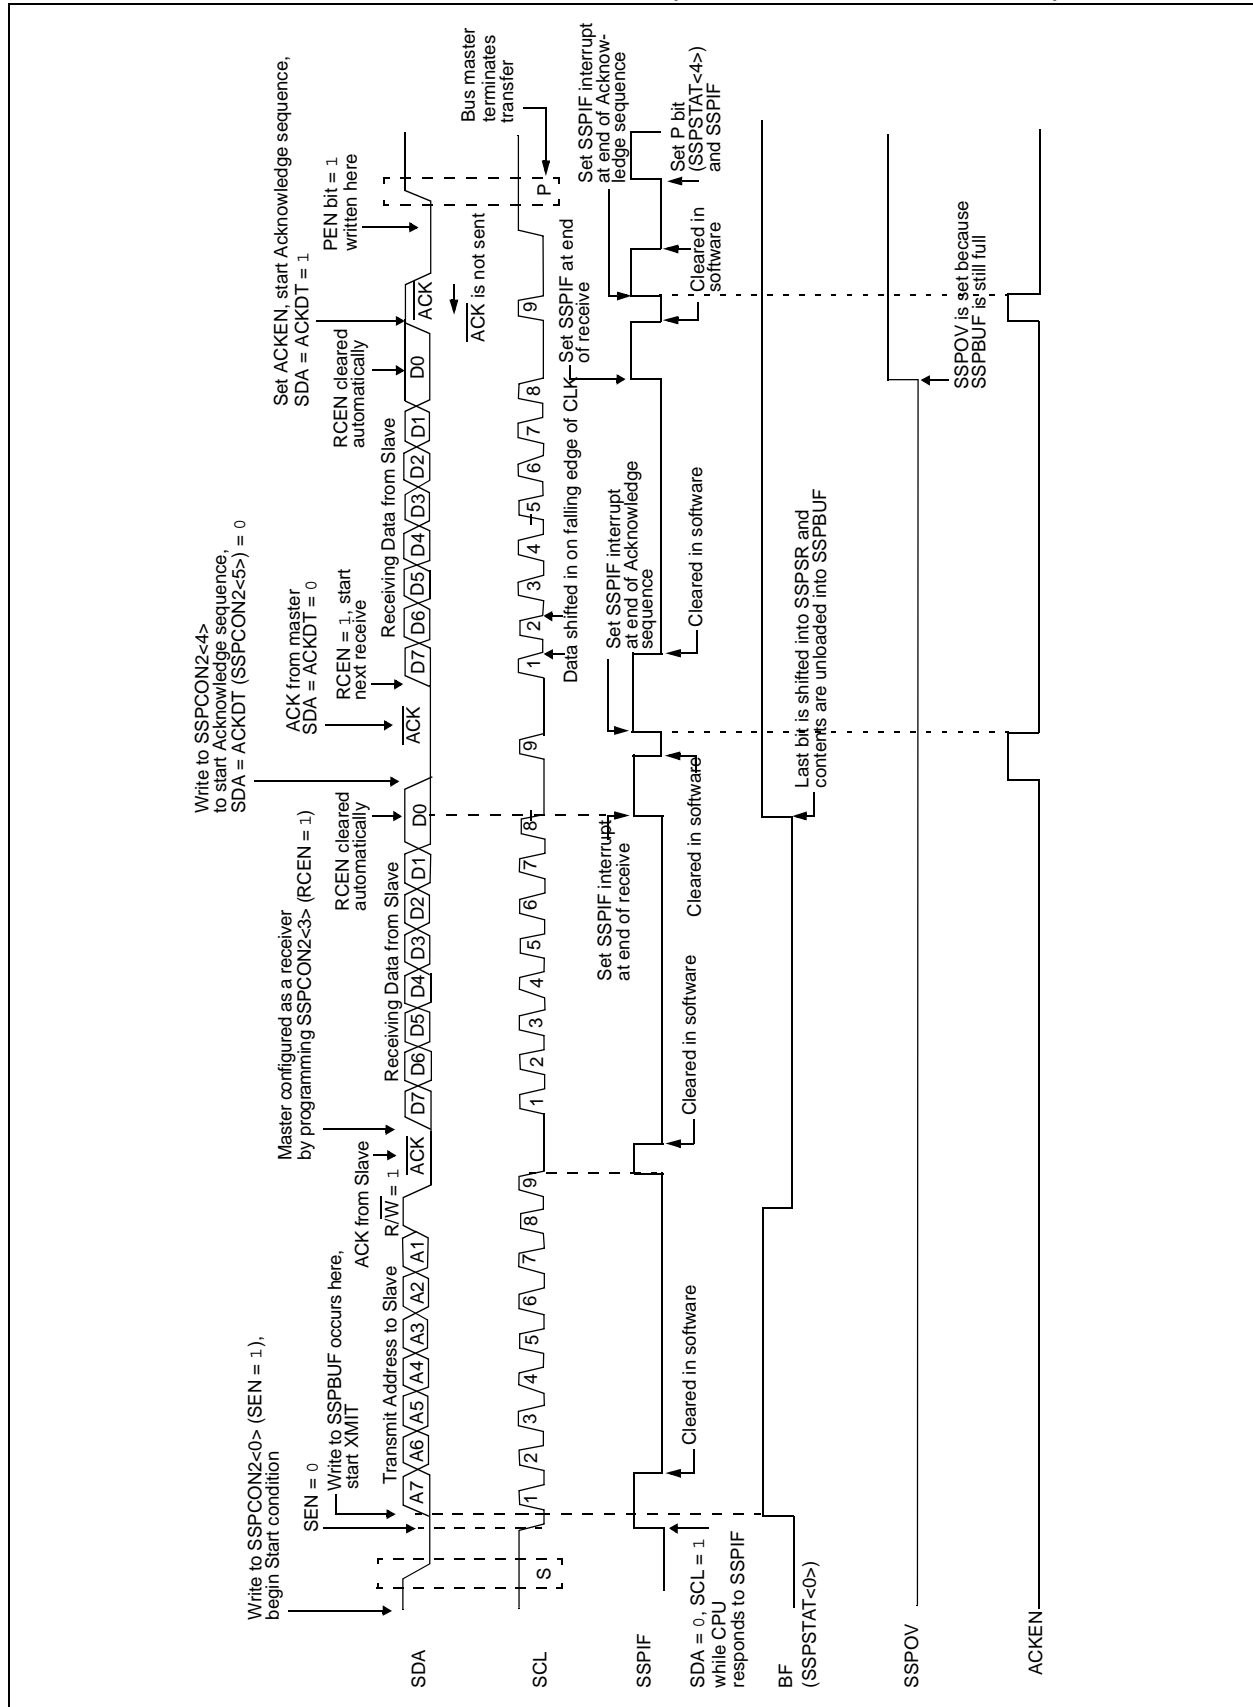 Write to SSPCON2<0> (SEN = 1),
begin Start condition
SEN = 0
Write to SSPBUF occurs here,
start XMIT
ACK from Slave
Master configured as a receiver
by programming SSPCON2<3> (RCEN = 1)
RCEN cleared
automatically
Write to SSPCON2<4>
to start Acknowledge sequence,
SDA = ACKDT (SSPCON2<5>) = 0
ACK from master
SDA = ACKDT = 0
RCEN = 1, start
next receive
Set ACKEN, start Acknowledge sequence,
SDA = ACKDT = 1
RCEN cleared
automatically
PEN bit = 1
written here
Transmit Address to Slave
R/W = 1
Receiving Data from Slave
Receiving Data from Slave
SDA
A7 A6 A5 A4 A3 A2 A1
ACK
D7 D6 D5 D4 D3 D2 D1 D0
ACK
D7 D6 D5 D4 D3 D2 D1 D0
ACK
ACK is not sent
Bus master
terminates
transfer
SCL
S
1 2 3 4 5 6 7 8 9
1 2 3 4 5 6 7 8 9
1 2 3 4 5 6 7 8 9
P
Data shifted in on falling edge of CLK
Set SSPIF interrupt
at end of receive
Set SSPIF interrupt
at end of Acknowledge
sequence
Set SSPIF at end
of receive
Set SSPIF interrupt
at end of Acknow-
ledge sequence
SSPIF
SDA = 0, SCL = 1
while CPU
responds to SSPIF
Cleared in software
Cleared in software
Cleared in software
Cleared in software
Cleared in
software
Set P bit
(SSPSTAT<4>)
and SSPIF
BF
(SSPSTAT<0>)
Last bit is shifted into SSPSR and
contents are unloaded into SSPBUF
SSPOV
SSPOV is set because
SSPBUF is still full
ACKEN